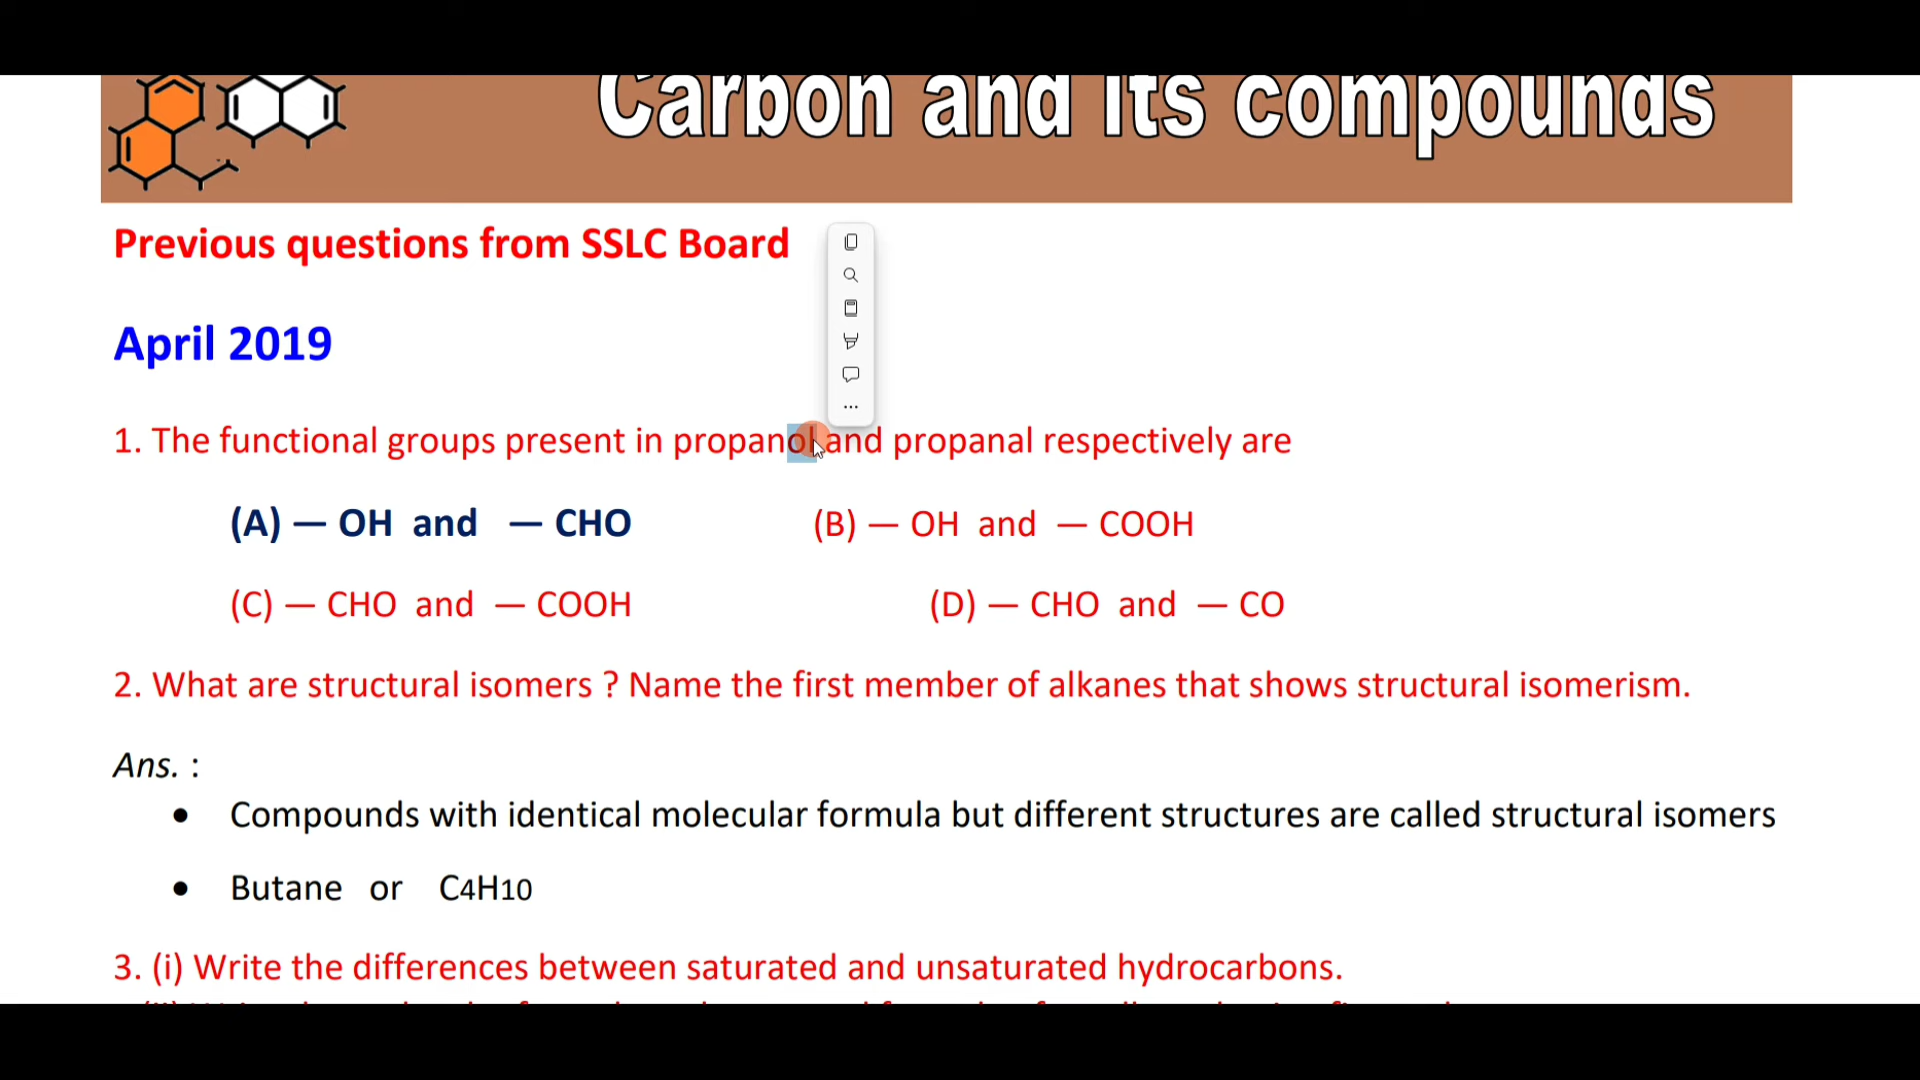 Carbon and its compounds
Previous questions from SSLC Board
April 2019
1. The functional groups present in propanol and propanal respectively are
(A) — OH and — CHO (B) — OH and — COOH
(C) — CHO and — COOH (D) — CHO and — CO
2. What are structural isomers ? Name the first member of alkanes that shows structural isomerism.
Ans. :
• Compounds with identical molecular formula but different structures are called structural isomers
• Butane or C4H10
3. (i) Write the differences between saturated and unsaturated hydrocarbons.